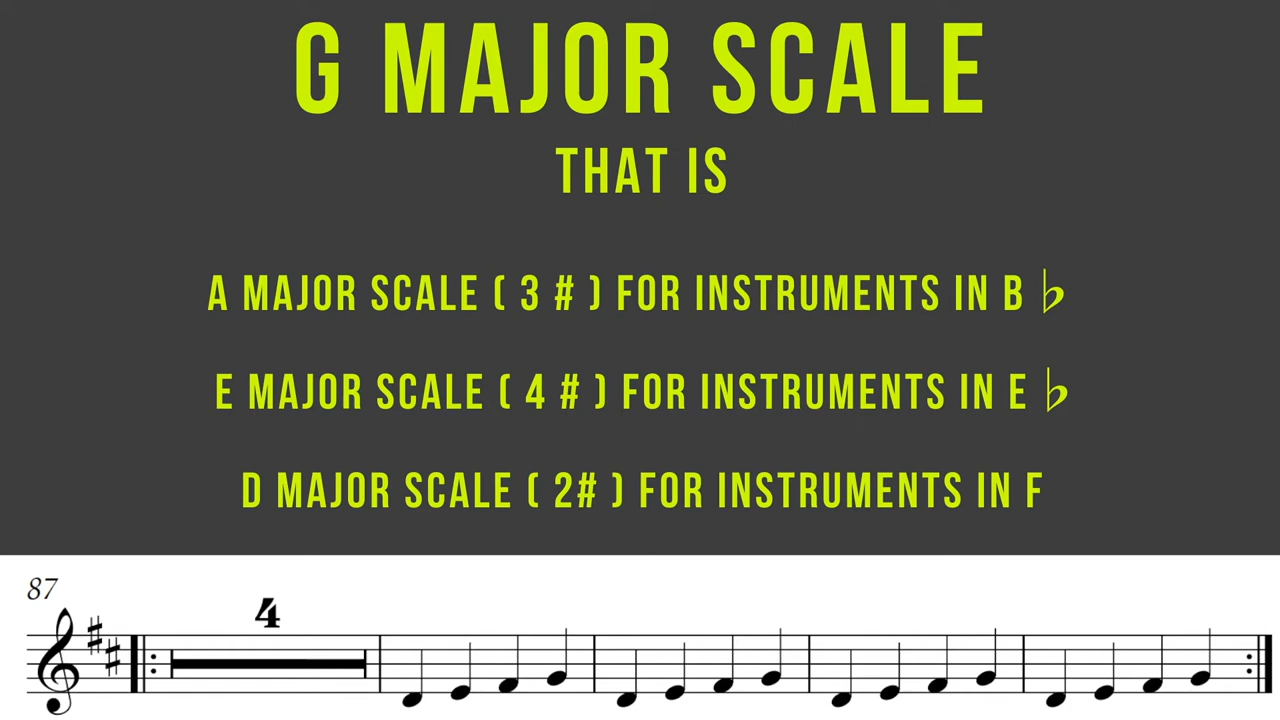 G MAJOR SCALE
THAT IS
A MAJOR SCALE ( 3 # ) FOR INSTRUMENTS IN B ♭
E MAJOR SCALE ( 4 # ) FOR INSTRUMENTS IN E ♭
D MAJOR SCALE ( 2# ) FOR INSTRUMENTS IN F
87
4